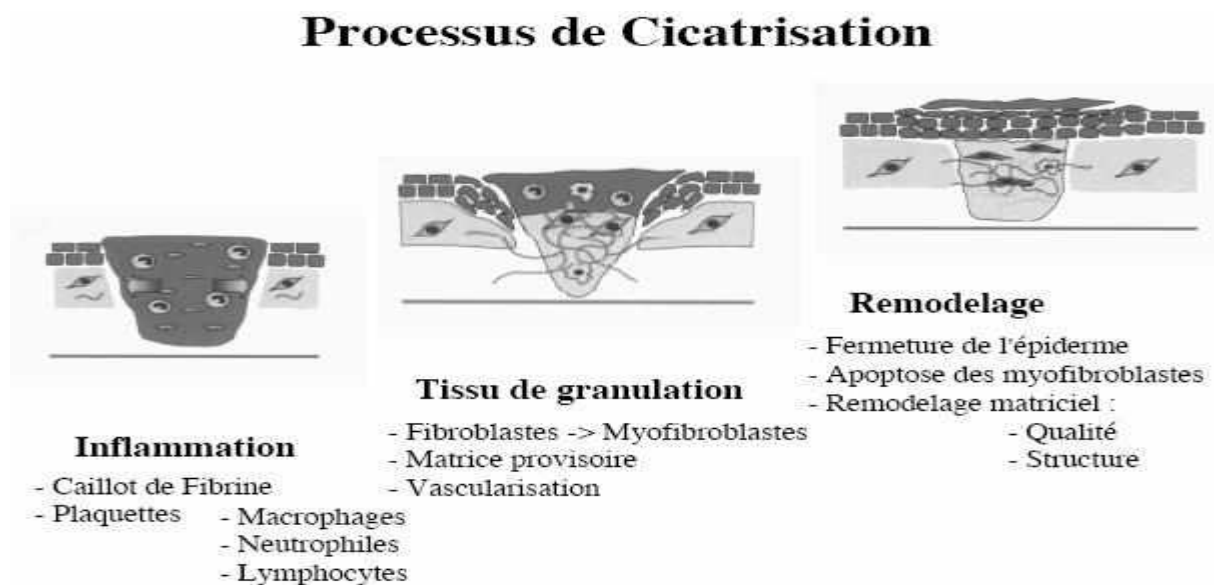 Processus de Cicatrisation
Inflammation
- Caillot de Fibrine
- Plaquettes
- Macrophages
- Neutrophiles
- Lymphocytes
Tissu de granulation
- Fibroblastes -> Myofibroblastes
- Matrice provisoire
- Vascularisation
Remodelage
- Fermeture de l'épiderme
- Apoptose des myofibroblastes
- Remodelage matriciel :
- Qualité
- Structure